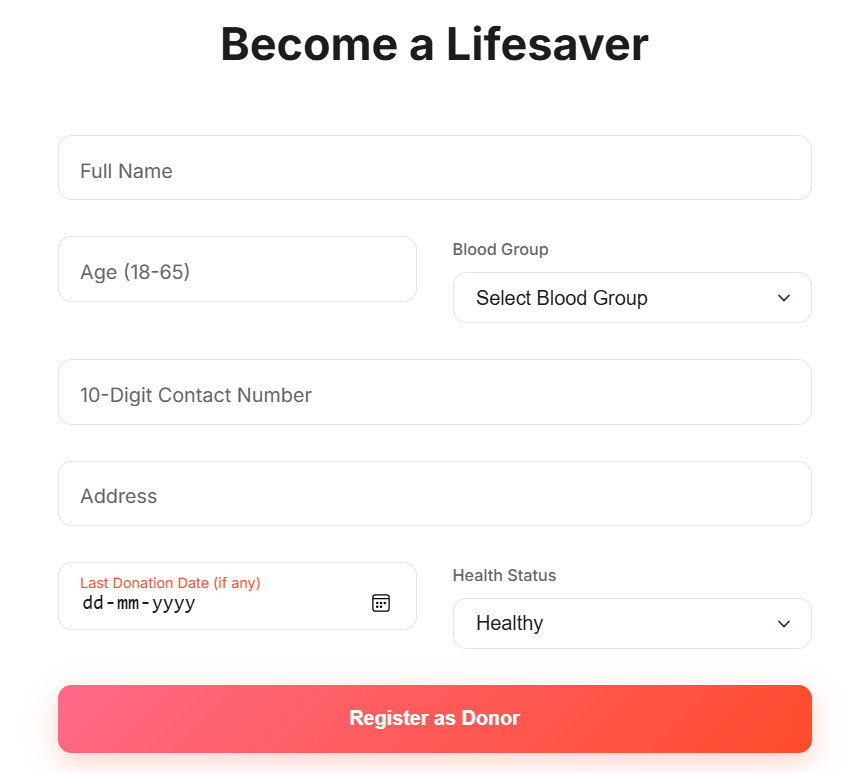 Become a Lifesaver
Full Name
Age (18-65)
Blood Group
Select Blood Group
10-Digit Contact Number
Address
Last Donation Date (if any)
dd-mm-yyyy
Health Status
Healthy
Register as Donor